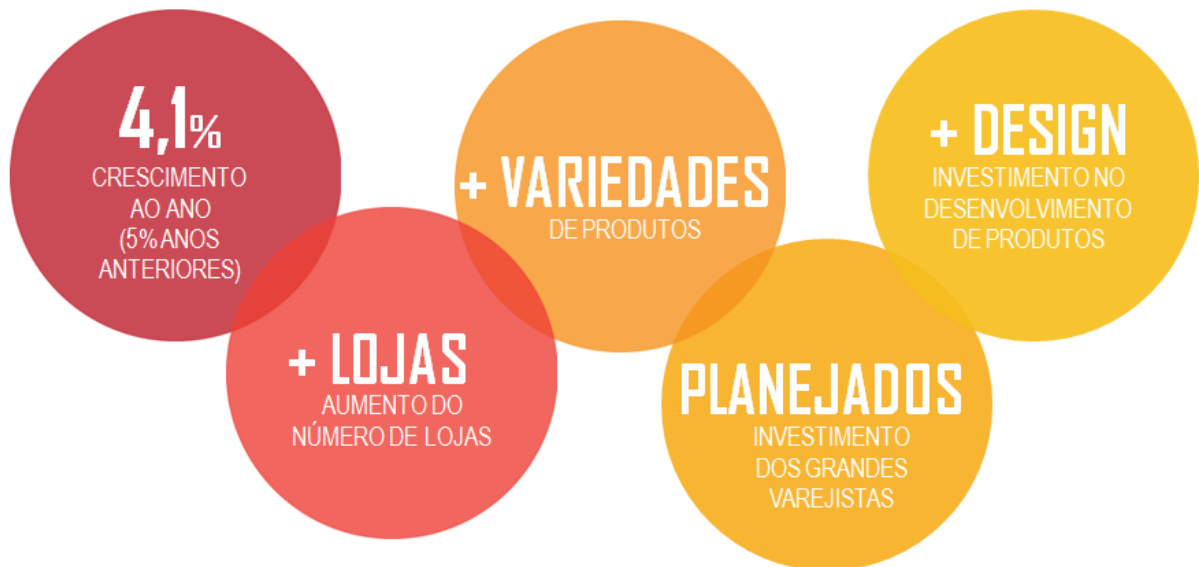 4,1%
CRESCIMENTO
AO ANO
(5% ANOS
ANTERIORES)
+ LOJAS
AUMENTO DO
NÚMERO DE LOJAS
+ VARIEDADES
DE PRODUTOS
PLANEJADOS
INVESTIMENTO
DOS GRANDES
VAREJISTAS
+ DESIGN
INVESTIMENTO NO
DESENVOLVIMENTO
DE PRODUTOS